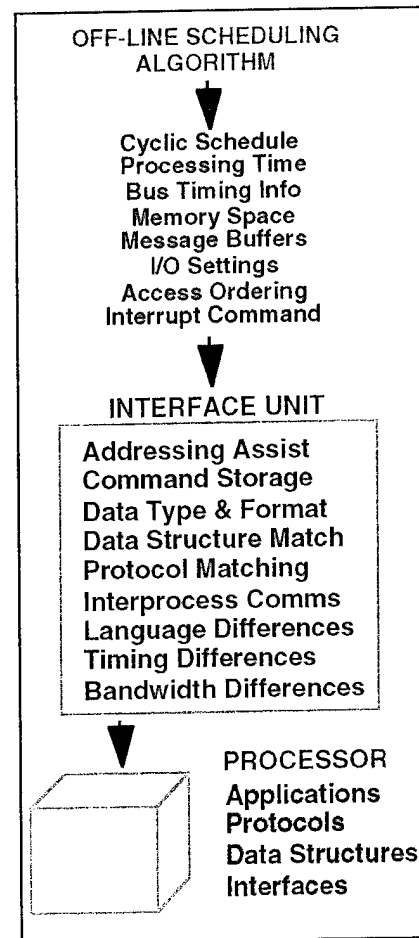 OFF-LINE SCHEDULING
ALGORITHM
Cyclic Schedule
Processing Time
Bus Timing Info
Memory Space
Message Buffers
I/O Settings
Access Ordering
Interrupt Command
INTERFACE UNIT
Addressing Assist
Command Storage
Data Type & Format
Data Structure Match
Protocol Matching
Interprocess Comms
Language Differences
Timing Differences
Bandwidth Differences
PROCESSOR
Applications
Protocols
Data Structures
Interfaces